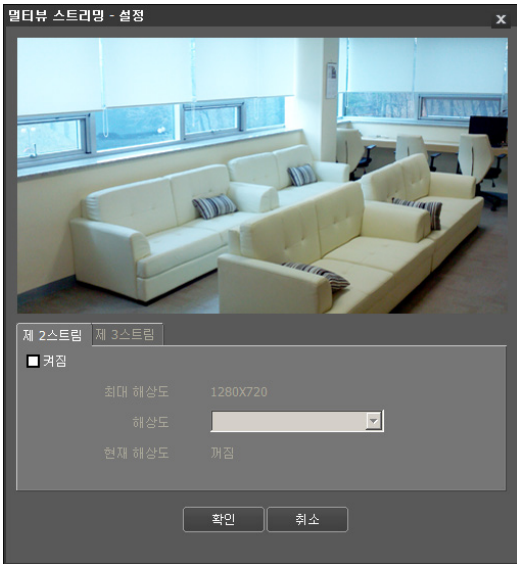 멀티뷰 스트리밍 - 설정
제 2스트림 제 3스트림
켜짐
최대 해상도 1280X720
해상도
현재 해상도 꺼짐
확인 취소